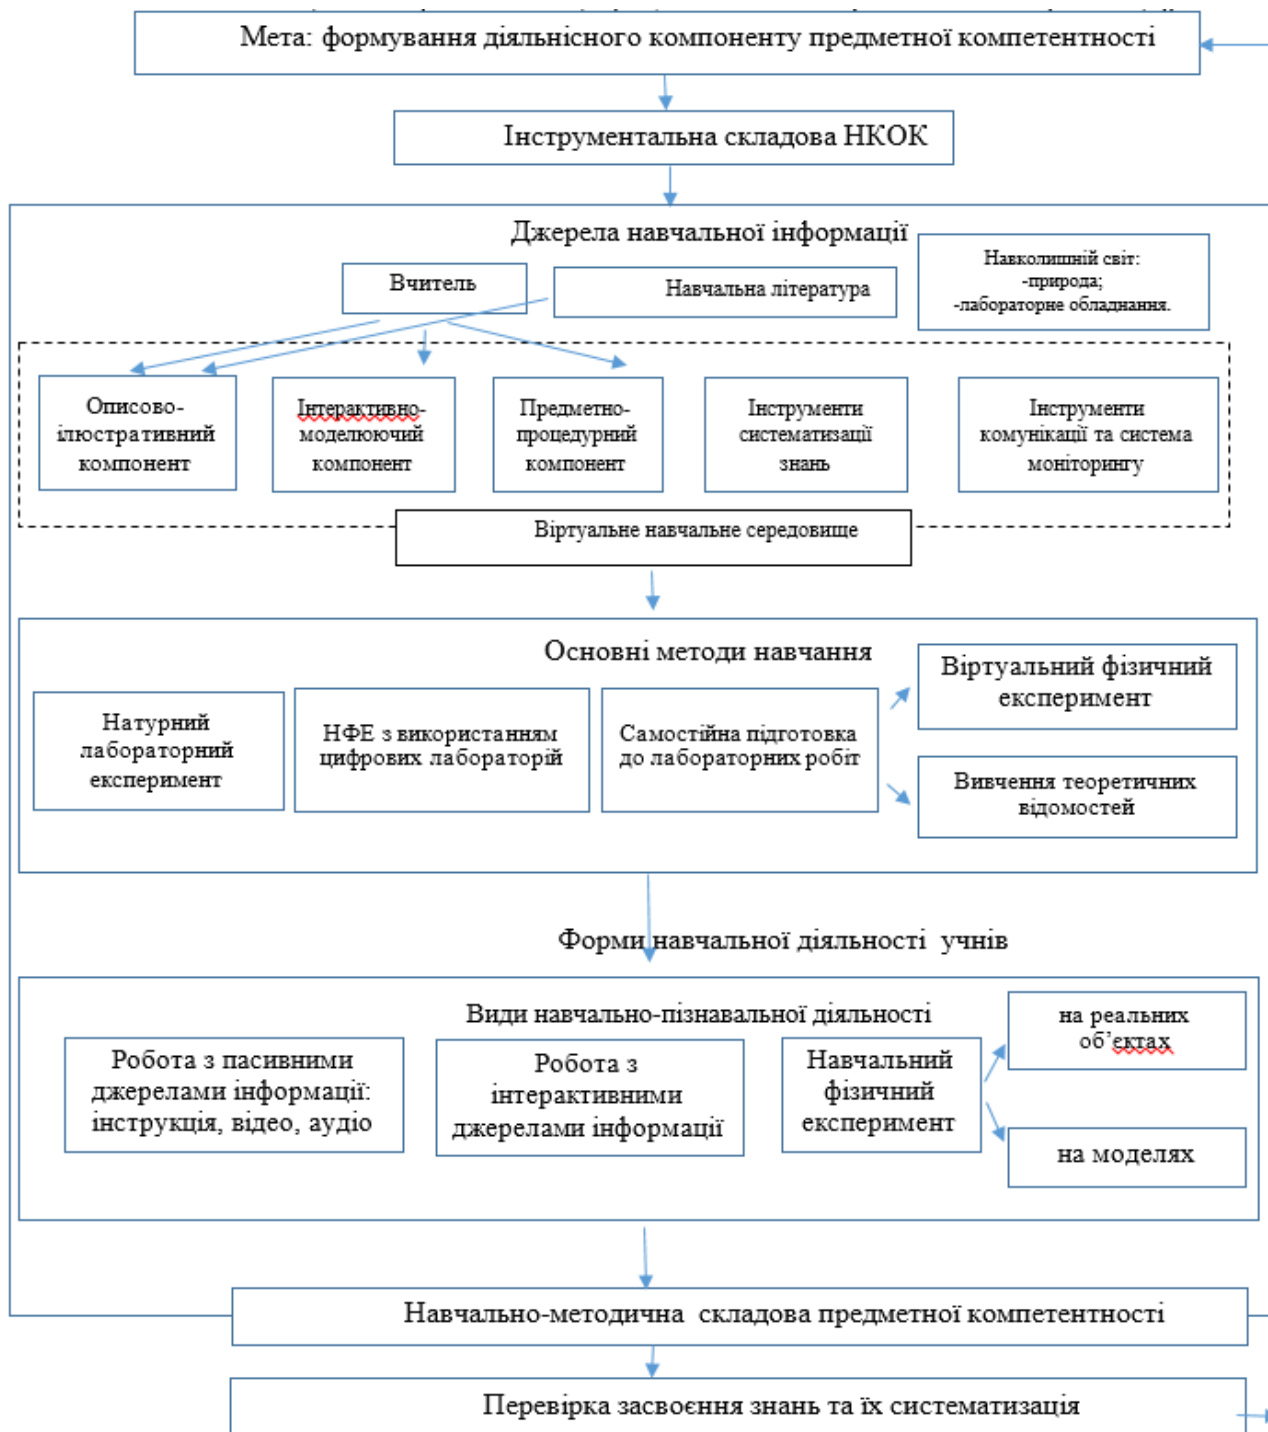 Мета: формування діяльнісного компоненту предметної компетентності
Інструментальна складова НКОК
Джерела навчальної інформації
Вчитель
Навчальна література
Навколишній світ:
-природа;
-лабораторне обладнання.
Описово-
ілюстративний
компонент
Інтерактивно-
моделюючий
компонент
Предметно-
процедурний
компонент
Інструменти
систематизації
знань
Інструменти
комунікації та система
моніторингу
Віртуальне навчальне середовище
Основні методи навчання
Натурний
лабораторний
експеримент
НФЕ з використанням
цифрових лабораторій
Самостійна підготовка
до лабораторних робіт
Віртуальний фізичний
експеримент
Вивчення теоретичних
відомостей
Форми навчальної діяльності  учнів
Види навчально-пізнавальної діяльності
Робота з пасивними
джерелами інформації:
інструкція, відео, аудіо
Робота з
інтерактивними
джерелами інформації
Навчальний
фізичний
експеримент
на реальних
об’єктах
на моделях
Навчально-методична  складова предметної компетентності
Перевірка засвоєння знань та їх систематизація